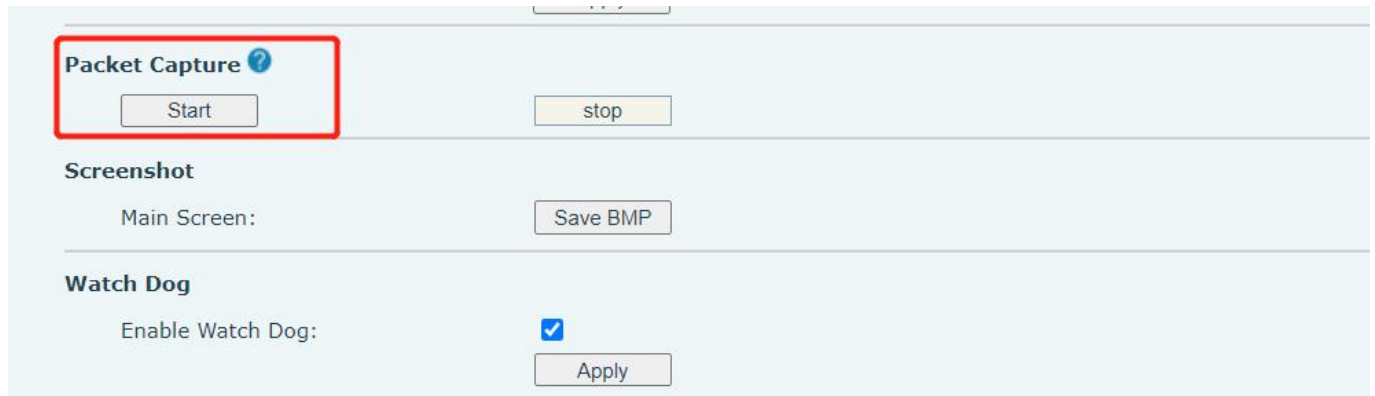 Packet Capture ?
Start stop
Screenshot
Main Screen: Save BMP
Watch Dog
Enable Watch Dog:
Apply